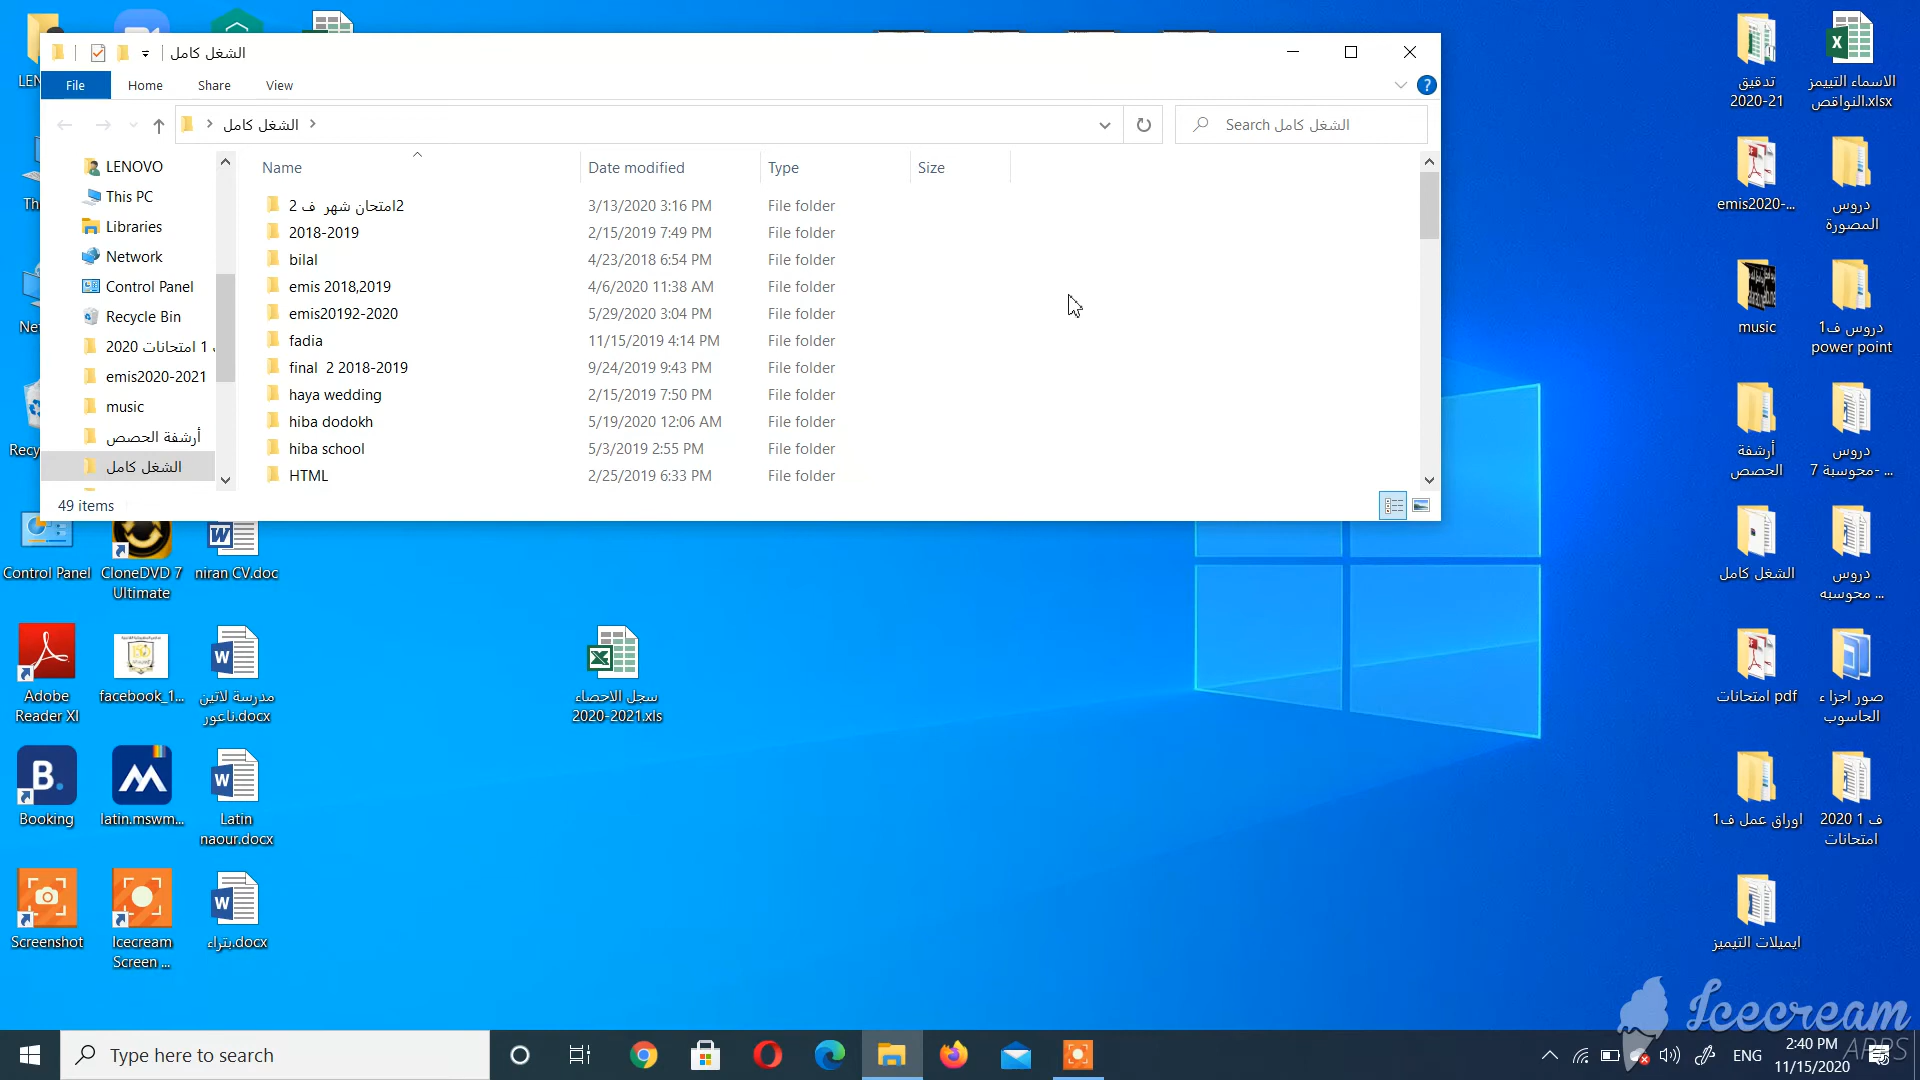 الشغل كامل
File
Home
Share
View
الشغل كامل
Search الشغل كامل
LENOVO
This PC
Libraries
Network
Control Panel
Recycle Bin
امتحانات 2020 1
emis2020-2021
music
أرشفة الحصص
الشغل كامل
Name
Date modified
Type
Size
2امتحان شهر ف 2
3/13/2020 3:16 PM
File folder
2018-2019
2/15/2019 7:49 PM
File folder
bilal
4/23/2018 6:54 PM
File folder
emis 2018,2019
4/6/2020 11:38 AM
File folder
emis20192-2020
5/29/2020 3:04 PM
File folder
fadia
11/15/2019 4:14 PM
File folder
final 2 2018-2019
9/24/2019 9:43 PM
File folder
haya wedding
2/15/2019 7:50 PM
File folder
hiba dodokh
5/19/2020 12:06 AM
File folder
hiba school
5/3/2019 2:55 PM
File folder
HTML
2/25/2019 6:33 PM
File folder
49 items
Control Panel
CloneDVD 7
Ultimate
niran CV.doc
Adobe
Reader XI
facebook_1...
مدرسة لاتين
ناعور.docx
Booking
latin.mswm...
Latin
naour.docx
Screenshot
Icecream
Screen ...
بتراء.docx
سجل الاحصاء
2020-2021.xls
تدقيق
2020-21
الاسماء التييمز
النواقص.xlsx
emis2020-...
دروس
المصورة
music
دروس ف1
power point
أرشفة
الحصص
دروس
محوسبة 7- ...
الشغل كامل
دروس
محوسبه ...
امتحانات pdf
صور اجزاء
الحاسوب
اوراق عمل ف1
ف 1 2020
امتحانات
ايميلات التيميز
Icecream
APPS
Type here to search
ENG
2:40 PM
11/15/2020